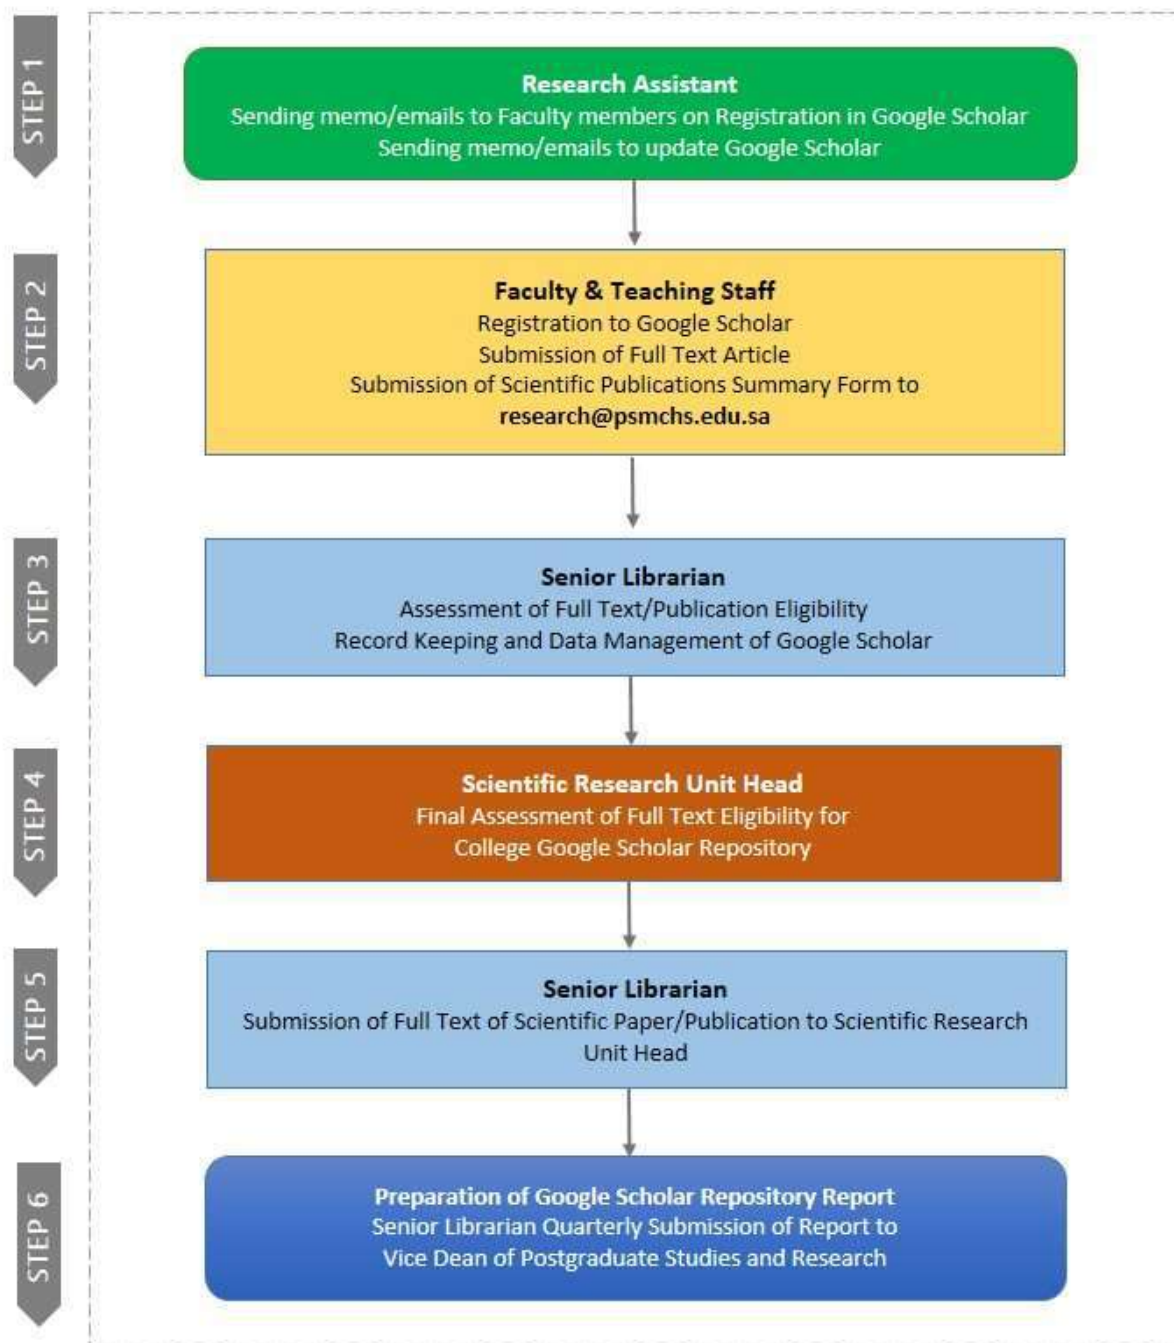 STEP 1
Research Assistant
Sending memo/emails to Faculty members on Registration in Google Scholar
Sending memo/emails to update Google Scholar
STEP 2
Faculty & Teaching Staff
Registration to Google Scholar
Submission of Full Text Article
Submission of Scientific Publications Summary Form to
research@psmchs.edu.sa
STEP 3
Senior Librarian
Assessment of Full Text/Publication Eligibility
Record Keeping and Data Management of Google Scholar
STEP 4
Scientific Research Unit Head
Final Assessment of Full Text Eligibility for
College Google Scholar Repository
STEP 5
Senior Librarian
Submission of Full Text of Scientific Paper/Publication to Scientific Research
Unit Head
STEP 6
Preparation of Google Scholar Repository Report
Senior Librarian Quarterly Submission of Report to
Vice Dean of Postgraduate Studies and Research